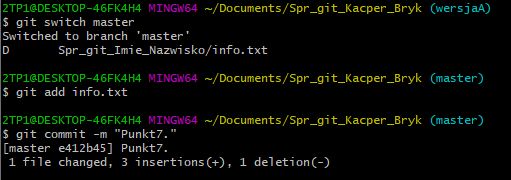 2TP1@DESKTOP-46FK4H4 MINGW64 ~/Documents/Spr_git_Kacper_Bryk (wersjaA)
$ git switch master
Switched to branch 'master'
D       Spr_git_Imie_Nazwisko/info.txt
2TP1@DESKTOP-46FK4H4 MINGW64 ~/Documents/Spr_git_Kacper_Bryk (master)
$ git add info.txt
2TP1@DESKTOP-46FK4H4 MINGW64 ~/Documents/Spr_git_Kacper_Bryk (master)
$ git commit -m "Punkt7."
[master e412b45] Punkt7.
 1 file changed, 3 insertions(+), 1 deletion(-)